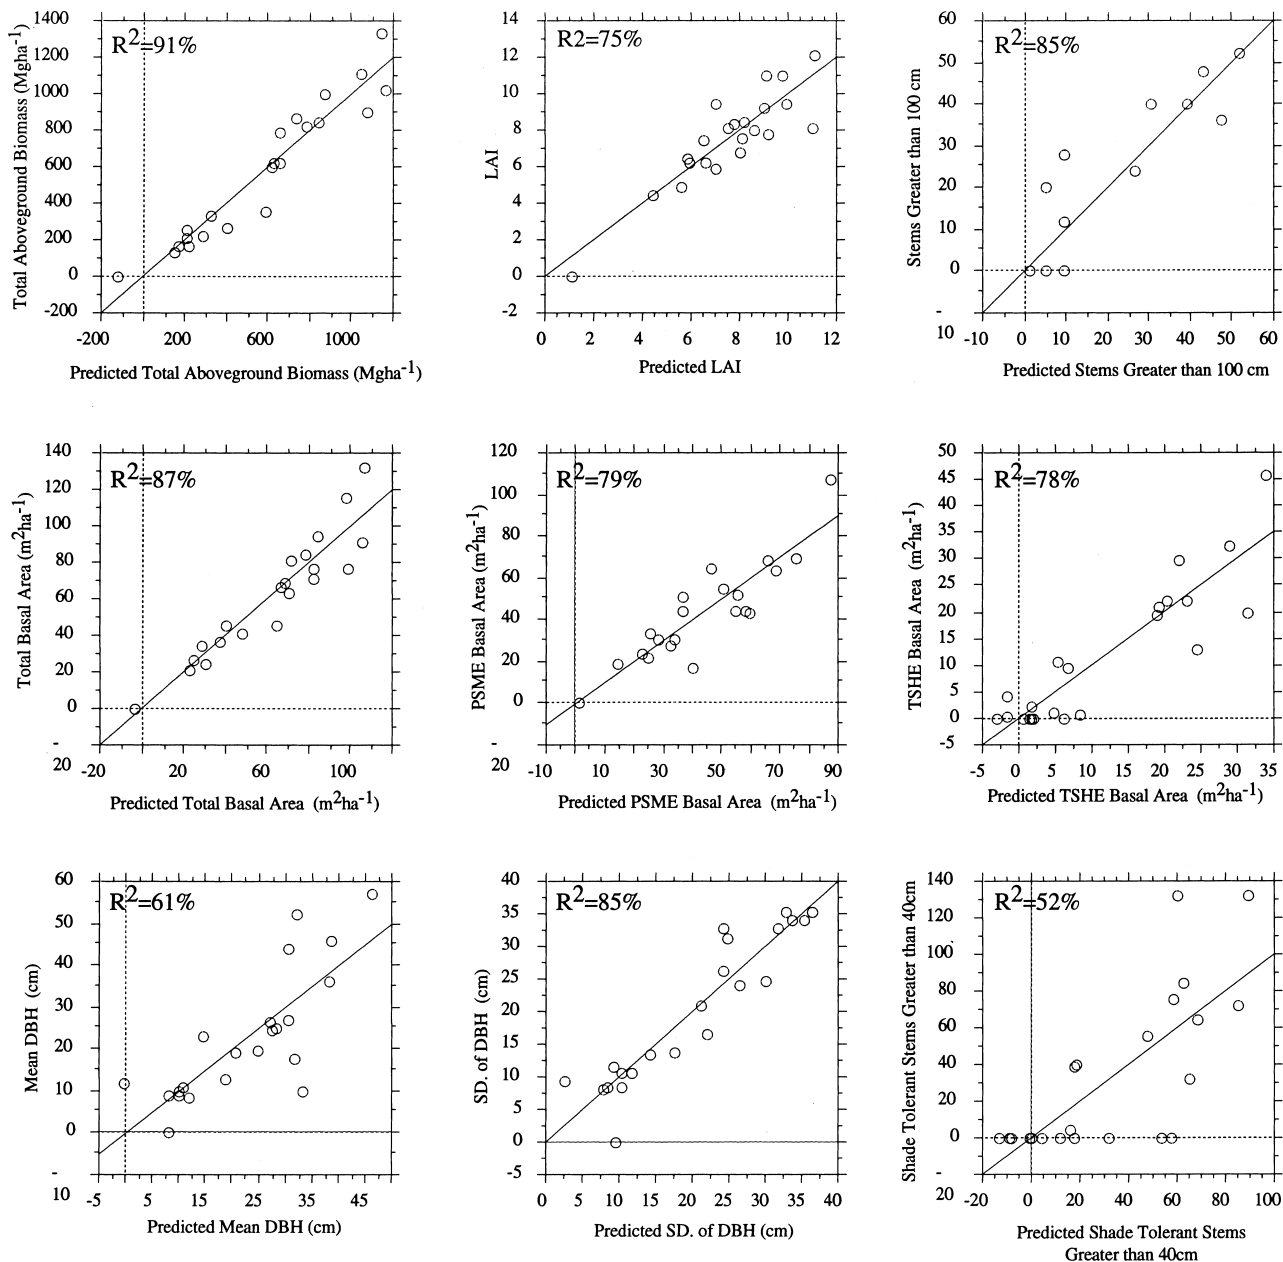 R²=91%
1400
1200
1000
800
600
400
200
0
-200
-200 200 600 1000
Total Aboveground Biomass (Mgha⁻¹)
Predicted Total Aboveground Biomass (Mgha⁻¹)
R2=75%
14
12
10
8
6
4
2
0
-2
0 2 4 6 8 10 12
LAI
Predicted LAI
R²=85%
60
50
40
30
20
10
0
-
10
-10 0 10 20 30 40 50 60
Stems Greater than 100 cm
Predicted Stems Greater than 100 cm
R²=87%
140
120
100
80
60
40
20
0
-
20
-20 20 60 100
Total Basal Area (m²ha⁻¹)
Predicted Total Basal Area (m²ha⁻¹)
R²=79%
120
100
80
60
40
20
0
-
20
-10 10 30 50 70 90
PSME Basal Area (m²ha⁻¹)
Predicted PSME Basal Area (m²ha⁻¹)
R²=78%
50
45
40
35
30
25
20
15
10
5
0
-5
-5 0 5 10 15 20 25 30 35
TSHE Basal Area (m²ha⁻¹)
Predicted TSHE Basal Area (m²ha⁻¹)
R²=61%
60
50
40
30
20
10
0
-
10
-5 5 15 25 35 45
Mean DBH (cm)
Predicted Mean DBH (cm)
R²=85%
40
35
30
25
20
15
10
5
0
-5
0 5 10 15 20 25 30 35 40
SD. of DBH (cm)
Predicted SD. of DBH (cm)
R²=52%
140
120
100
80
60
40
20
0
-
20
-20 0 20 40 60 80 100
Shade Tolerant Stems Greater than 40cm
Predicted Shade Tolerant Stems
Greater than 40cm